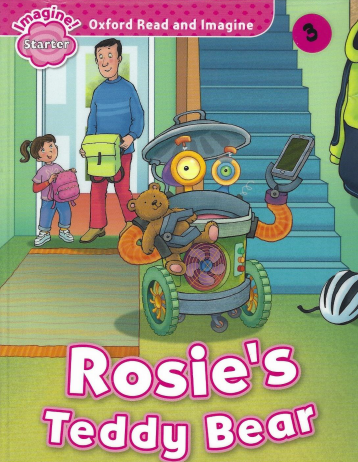 Imagine!
Starter
Oxford Read and Imagine
3
Rosie's
Teddy Bear